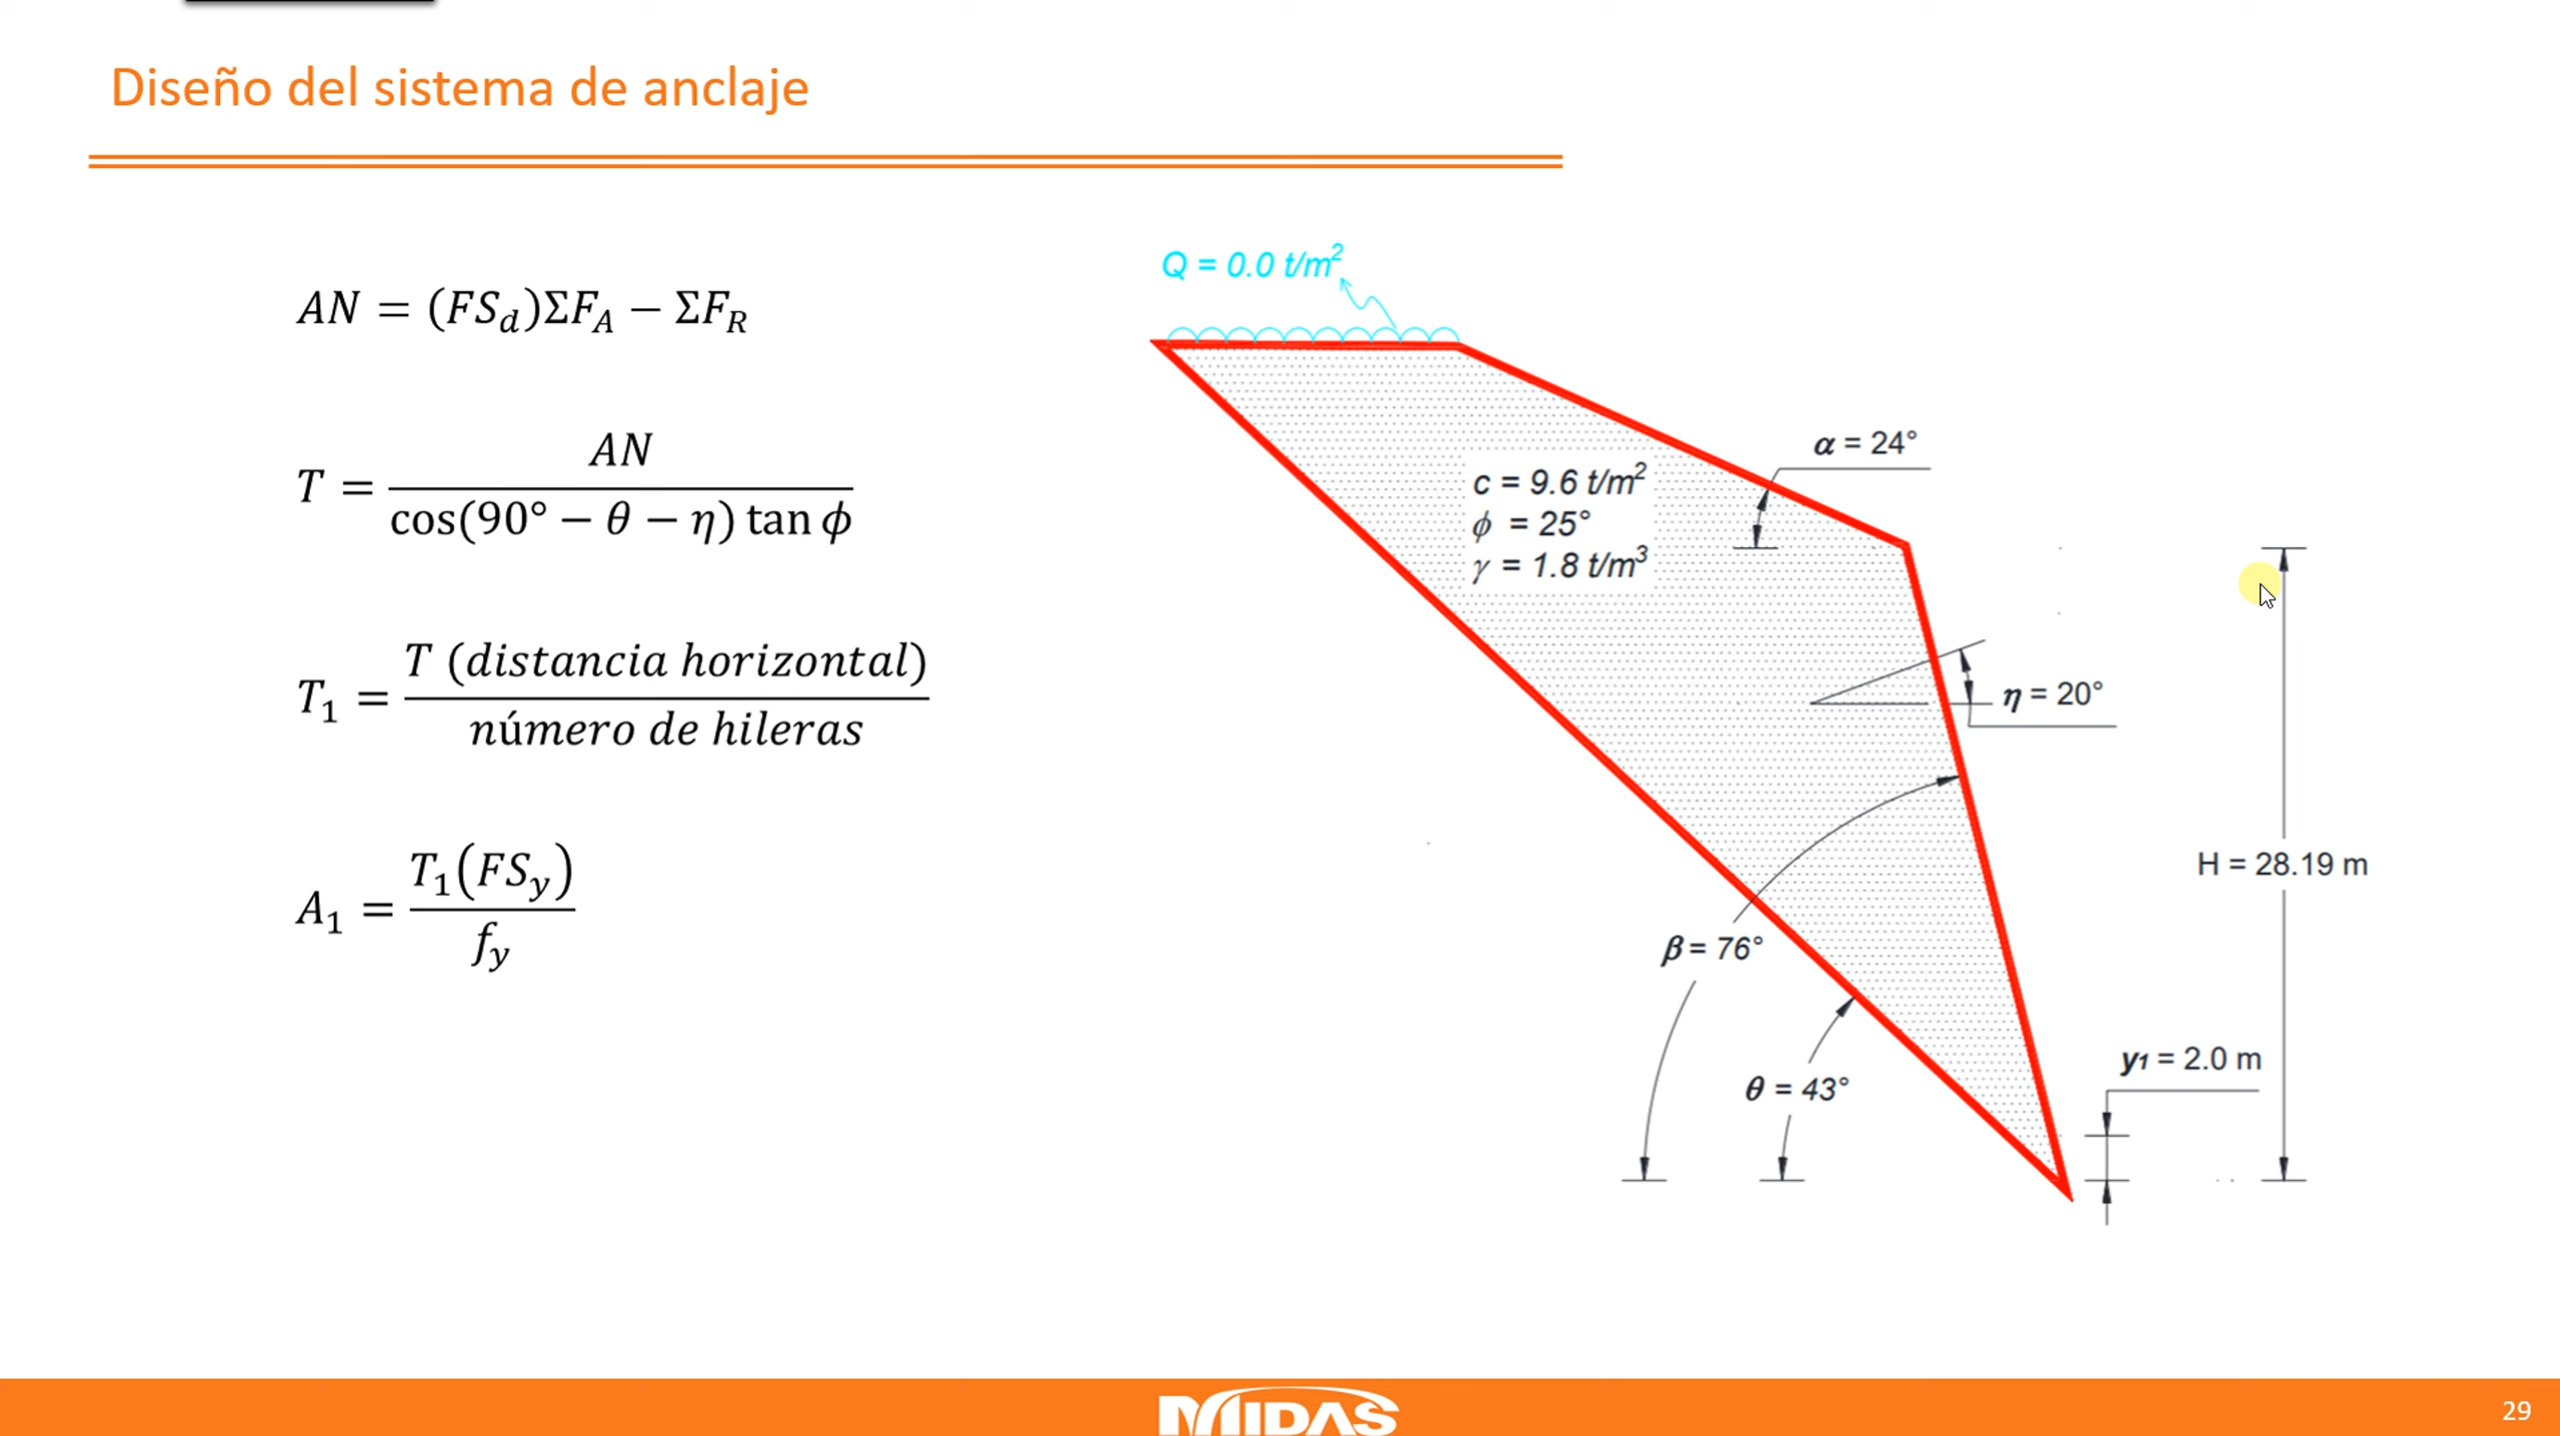 Diseño del sistema de anclaje
AN = (FS_d)ΣF_A − ΣF_R
T = AN / cos(90° − θ − η) tan ϕ
T_1 = T (distancia horizontal) / número de hileras
A_1 = T_1(FS_y) / f_y
Q = 0.0 t/m²
α = 24°
c = 9.6 t/m²
ϕ = 25°
γ = 1.8 t/m³
η = 20°
H = 28.19 m
β = 76°
y₁ = 2.0 m
θ = 43°
MIDAS
29